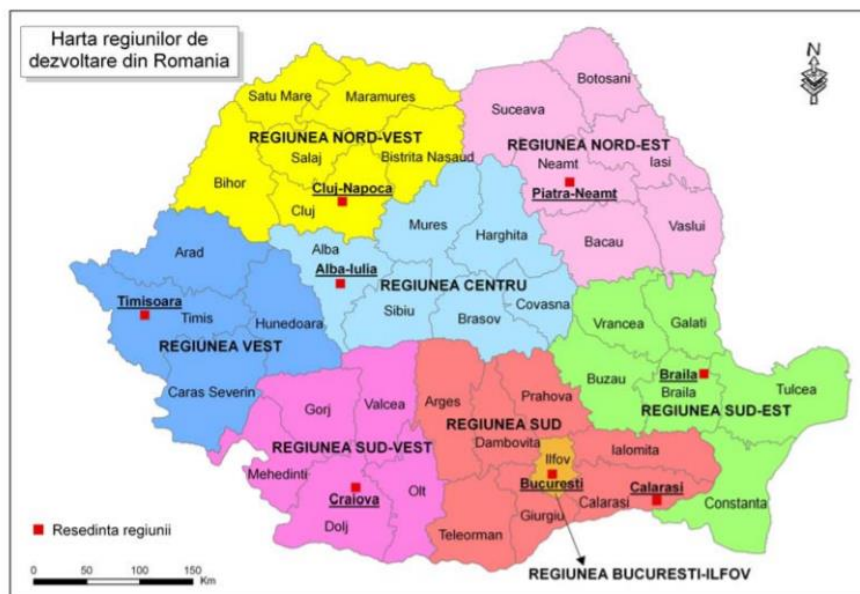 Harta regiunilor de
dezvoltare din Romania
N
Satu Mare
Maramures
Botosani
Suceava
REGIUNEA NORD-VEST
REGIUNEA NORD-EST
Salaj
Bistrita Nasaud
Neamt
Iasi
Bihor
Cluj-Napoca
Piatra-Neamt
Cluj
Mures
Vaslui
Arad
Alba
Harghita
Bacau
Alba-Iulia
REGIUNEA CENTRU
Timisoara
Covasna
Timis
Hunedoara
Sibiu
Brasov
Vrancea
Galati
REGIUNEA VEST
Caras Severin
Buzau
Braila
Braila
Tulcea
Gorj
Valcea
Arges
Prahova
REGIUNEA SUD-EST
REGIUNEA SUD
REGIUNEA SUD-VEST
Dambovita
Ilfov
Ialomita
Mehedinti
Bucuresti
Calarasi
Craiova
Olt
Giurgiu
Calarasi
Constanta
Dolj
Teleorman
Resedinta regiunii
REGIUNEA BUCURESTI-ILFOV
0 50 100 150
Km